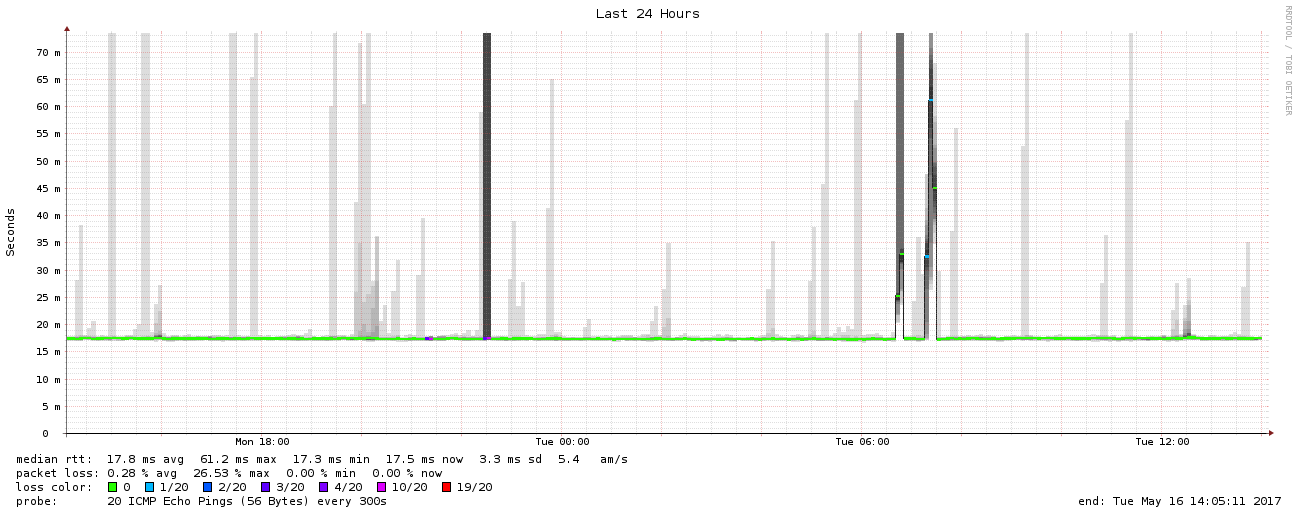 Last 24 Hours
RRDTOOL / TOBI OETIKER
Seconds
70 m
65 m
60 m
55 m
50 m
45 m
40 m
35 m
30 m
25 m
20 m
15 m
10 m
5 m
0
Mon 18:00 Tue 00:00 Tue 06:00 Tue 12:00
median rtt: 17.8 ms avg 61.2 ms max 17.3 ms min 17.5 ms now 3.3 ms sd 5.4 am/s
packet loss: 0.28 % avg 26.53 % max 0.00 % min 0.00 % now
loss color: 0 1/20 2/20 3/20 4/20 10/20 19/20
probe: 20 ICMP Echo Pings (56 Bytes) every 300s end: Tue May 16 14:05:11 2017